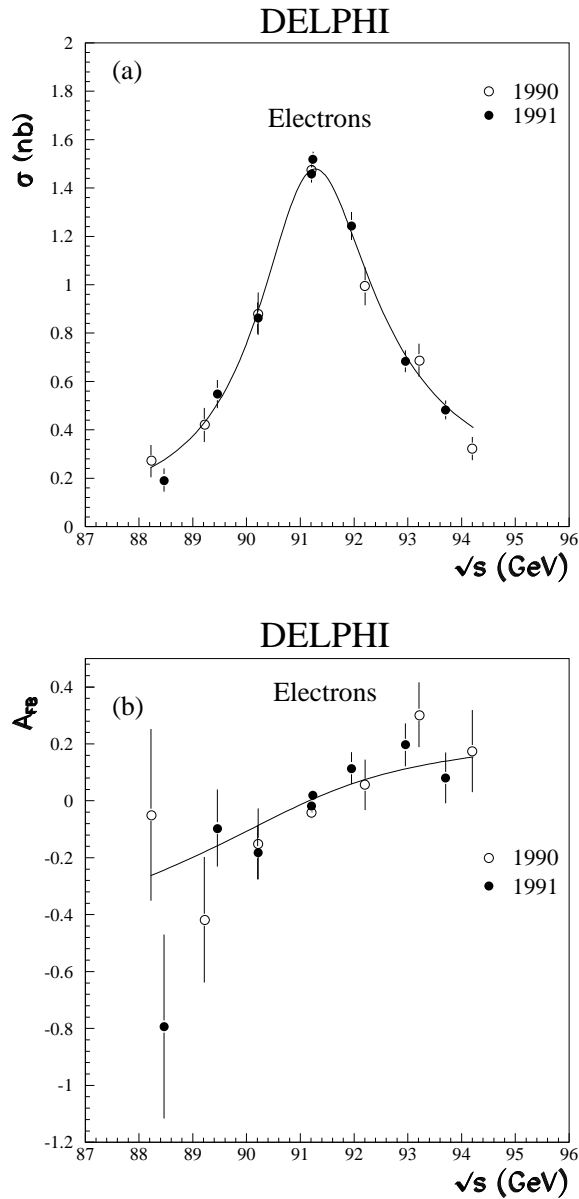 DELPHI
(a)
Electrons
1990
1991
σ (nb)
2
1.8
1.6
1.4
1.2
1
0.8
0.6
0.4
0.2
0
87 88 89 90 91 92 93 94 95 96
√s (GeV)
DELPHI
(b)
Electrons
1990
1991
A_FB
0.4
0.2
0
-0.2
-0.4
-0.6
-0.8
-1
-1.2
87 88 89 90 91 92 93 94 95 96
√s (GeV)